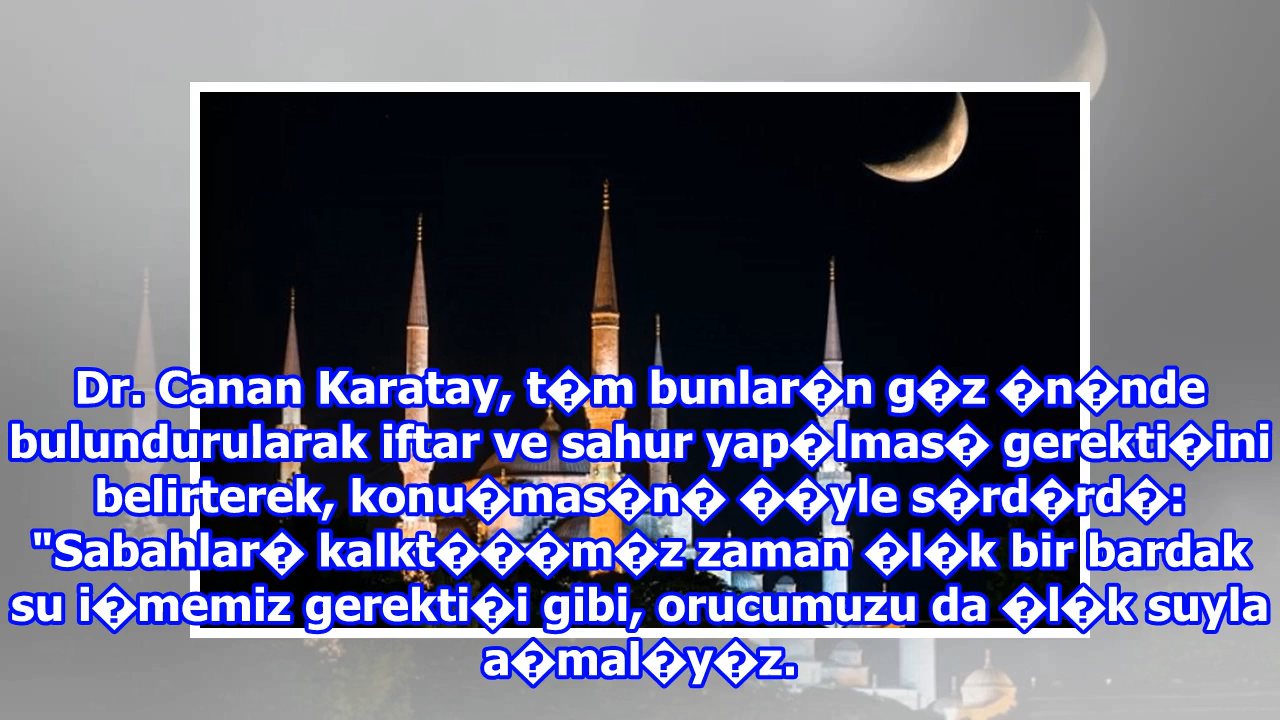 Dr. Canan Karatay, t�m bunlar�n g�z �n�nde
bulundurularak iftar ve sahur yap�lmas� gerekti�ini
belirterek, konu�mas�n� ��yle s�rd�rd�:
"Sabahlar� kalkt���m�z zaman �l�k bir bardak
su i�memiz gerekti�i gibi, orucumuzu da �l�k suyla
a�mal�y�z.